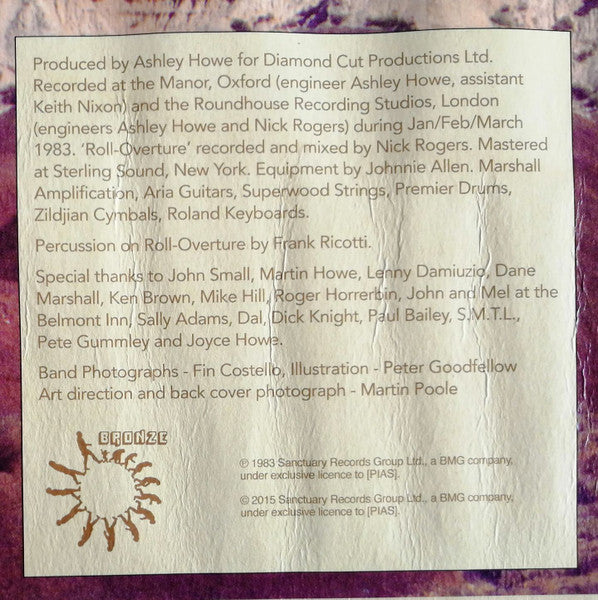 Produced by Ashley Howe for Diamond Cut Productions Ltd.
Recorded at the Manor, Oxford (engineer Ashley Howe, assistant
Keith Nixon) and the Roundhouse Recording Studios, London
(engineers Ashley Howe and Nick Rogers) during Jan/Feb/March
1983. ‘Roll-Overture’ recorded and mixed by Nick Rogers. Mastered
at Sterling Sound, New York. Equipment by Johnnie Allen. Marshall
Amplification, Aria Guitars, Superwood Strings, Premier Drums,
Zildjian Cymbals, Roland Keyboards.
Percussion on Roll-Overture by Frank Ricotti.
Special thanks to John Small, Martin Howe, Lenny Damiuzio, Dane
Marshall, Ken Brown, Mike Hill, Roger Horrerbin, John and Mel at the
Belmont Inn, Sally Adams, Dal, Dick Knight, Paul Bailey, S.M.T.L.,
Pete Gummley and Joyce Howe.
Band Photographs - Fin Costello, Illustration - Peter Goodfellow
Art direction and back cover photograph - Martin Poole
BRONZE
℗ 1983 Sanctuary Records Group Ltd., a BMG company,
under exclusive licence to [PIAS].
© 2015 Sanctuary Records Group Ltd., a BMG company,
under exclusive licence to [PIAS].